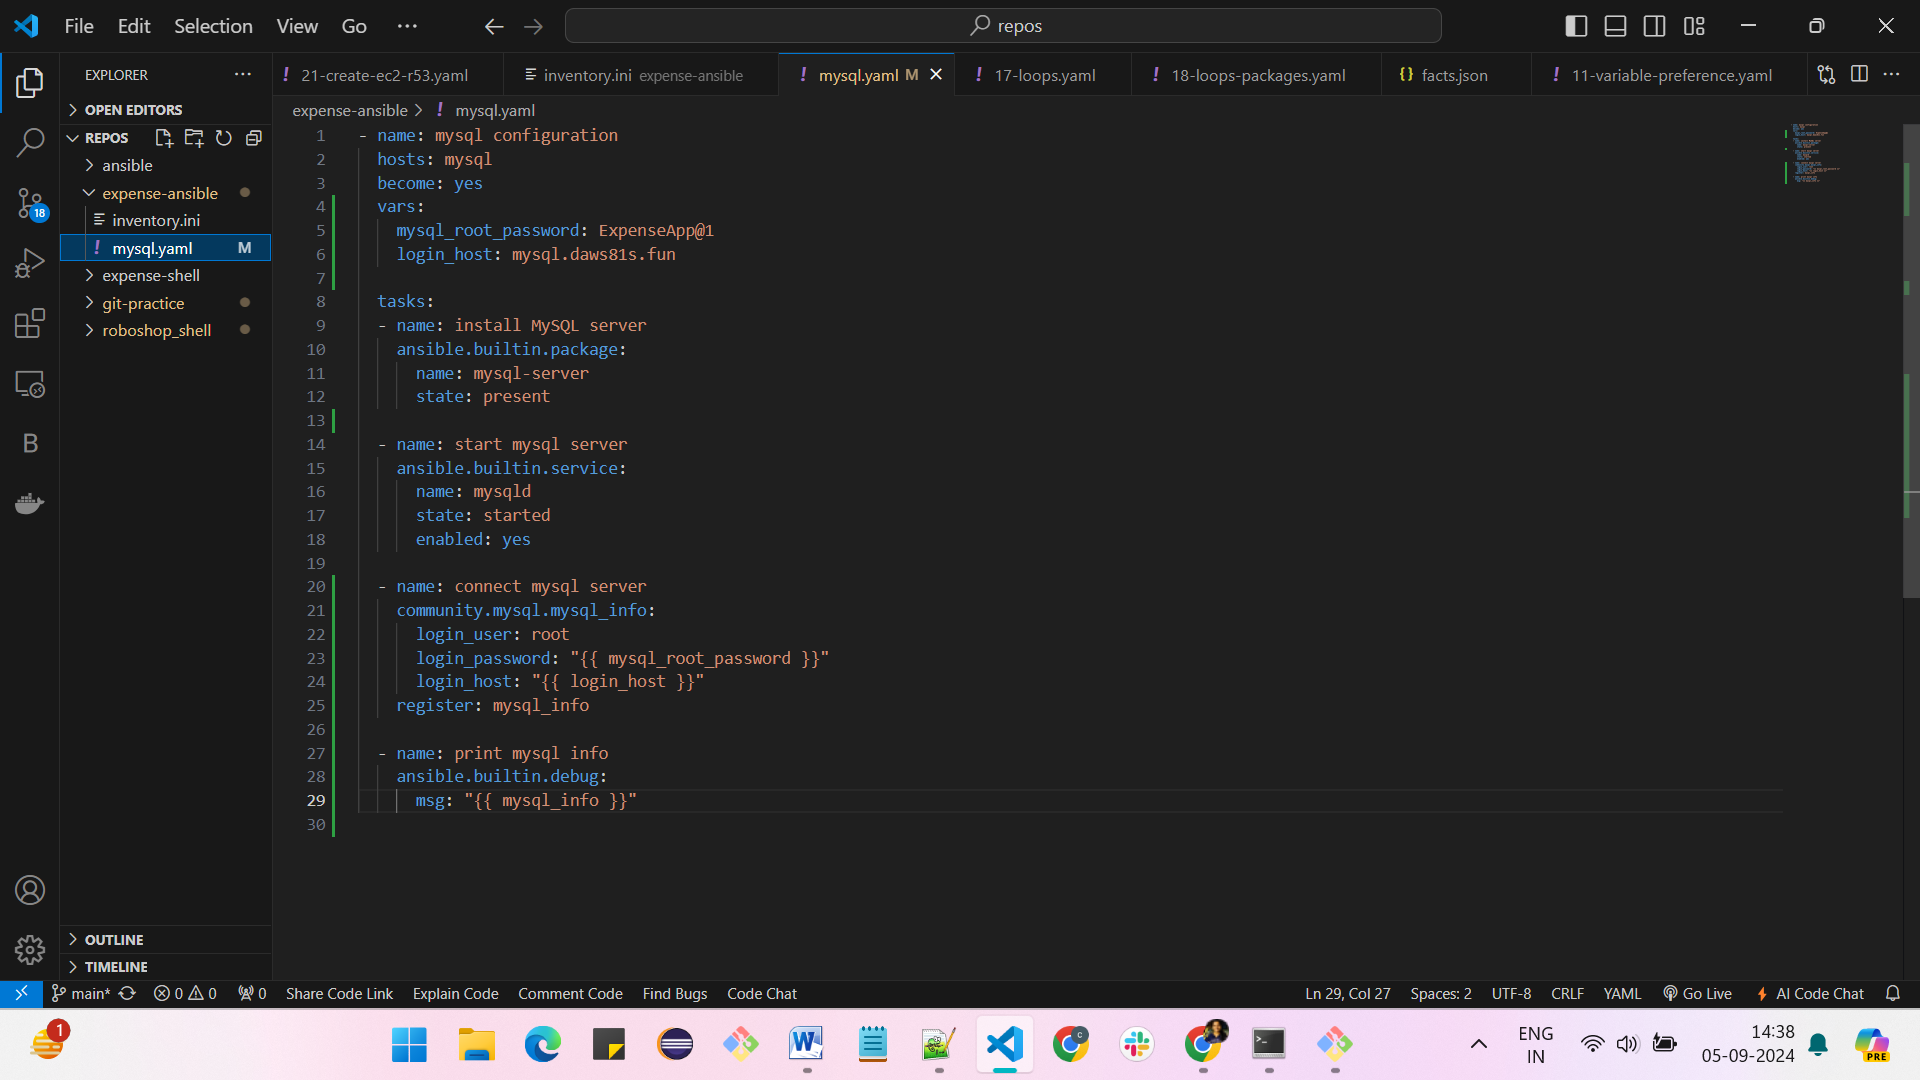 File Edit Selection View Go ···
repos
EXPLORER
21-create-ec2-r53.yaml
inventory.ini expense-ansible
mysql.yaml M
17-loops.yaml
18-loops-packages.yaml
{} facts.json
11-variable-preference.yaml
OPEN EDITORS
REPOS
ansible
expense-ansible
inventory.ini
mysql.yaml M
expense-shell
git-practice
roboshop_shell
OUTLINE
TIMELINE
18
B
expense-ansible > ! mysql.yaml
1 - name: mysql configuration
2 hosts: mysql
3 become: yes
4 vars:
5 mysql_root_password: ExpenseApp@1
6 login_host: mysql.daws81s.fun
7
8 tasks:
9 - name: install MySQL server
10 ansible.builtin.package:
11 name: mysql-server
12 state: present
13
14 - name: start mysql server
15 ansible.builtin.service:
16 name: mysqld
17 state: started
18 enabled: yes
19
20 - name: connect mysql server
21 community.mysql.mysql_info:
22 login_user: root
23 login_password: "{{ mysql_root_password }}"
24 login_host: "{{ login_host }}"
25 register: mysql_info
26
27 - name: print mysql info
28 ansible.builtin.debug:
29 msg: "{{ mysql_info }}"
30
main* 0 0 0 Share Code Link Explain Code Comment Code Find Bugs Code Chat
Ln 29, Col 27 Spaces: 2 UTF-8 CRLF YAML Go Live AI Code Chat
1
ENG
IN
14:38
05-09-2024
PRE